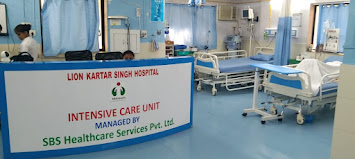 LION KARTAR SINGH HOSPITAL
INTENSIVE CARE UNIT
MANAGED BY
SBS Healthcare Services Pvt. Ltd.